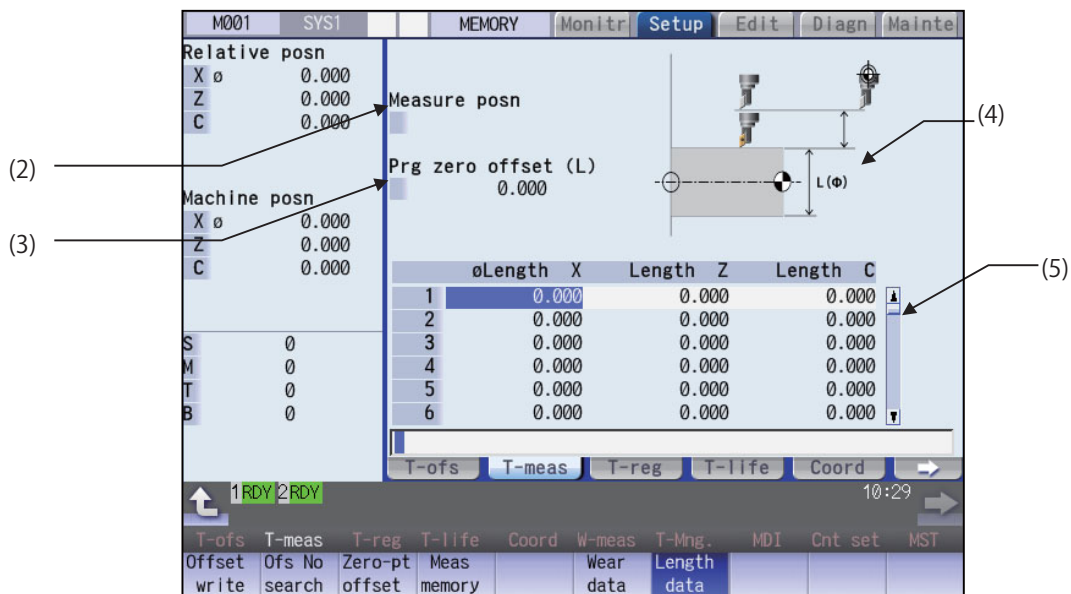 M001 SYS1 MEMORY Monitr Setup Edit Diagn Mainte
Relative posn
X ø 0.000
Z 0.000
C 0.000
Machine posn
X ø 0.000
Z 0.000
C 0.000
S 0
M 0
T 0
B 0
(2)
(3)
Measure posn
Prg zero offset (L)
0.000
L(Φ)
(4)
(5)
øLength X Length Z Length C
1 0.000 0.000 0.000
2 0.000 0.000 0.000
3 0.000 0.000 0.000
4 0.000 0.000 0.000
5 0.000 0.000 0.000
6 0.000 0.000 0.000
T-ofs T-meas T-reg T-life Coord
1RDY 2RDY 10:29
T-ofs T-meas T-reg T-life Coord W-meas T-Mng. MDI Cnt set MST
Offset Ofs No Zero-pt Meas Wear Length
write search offset memory data data